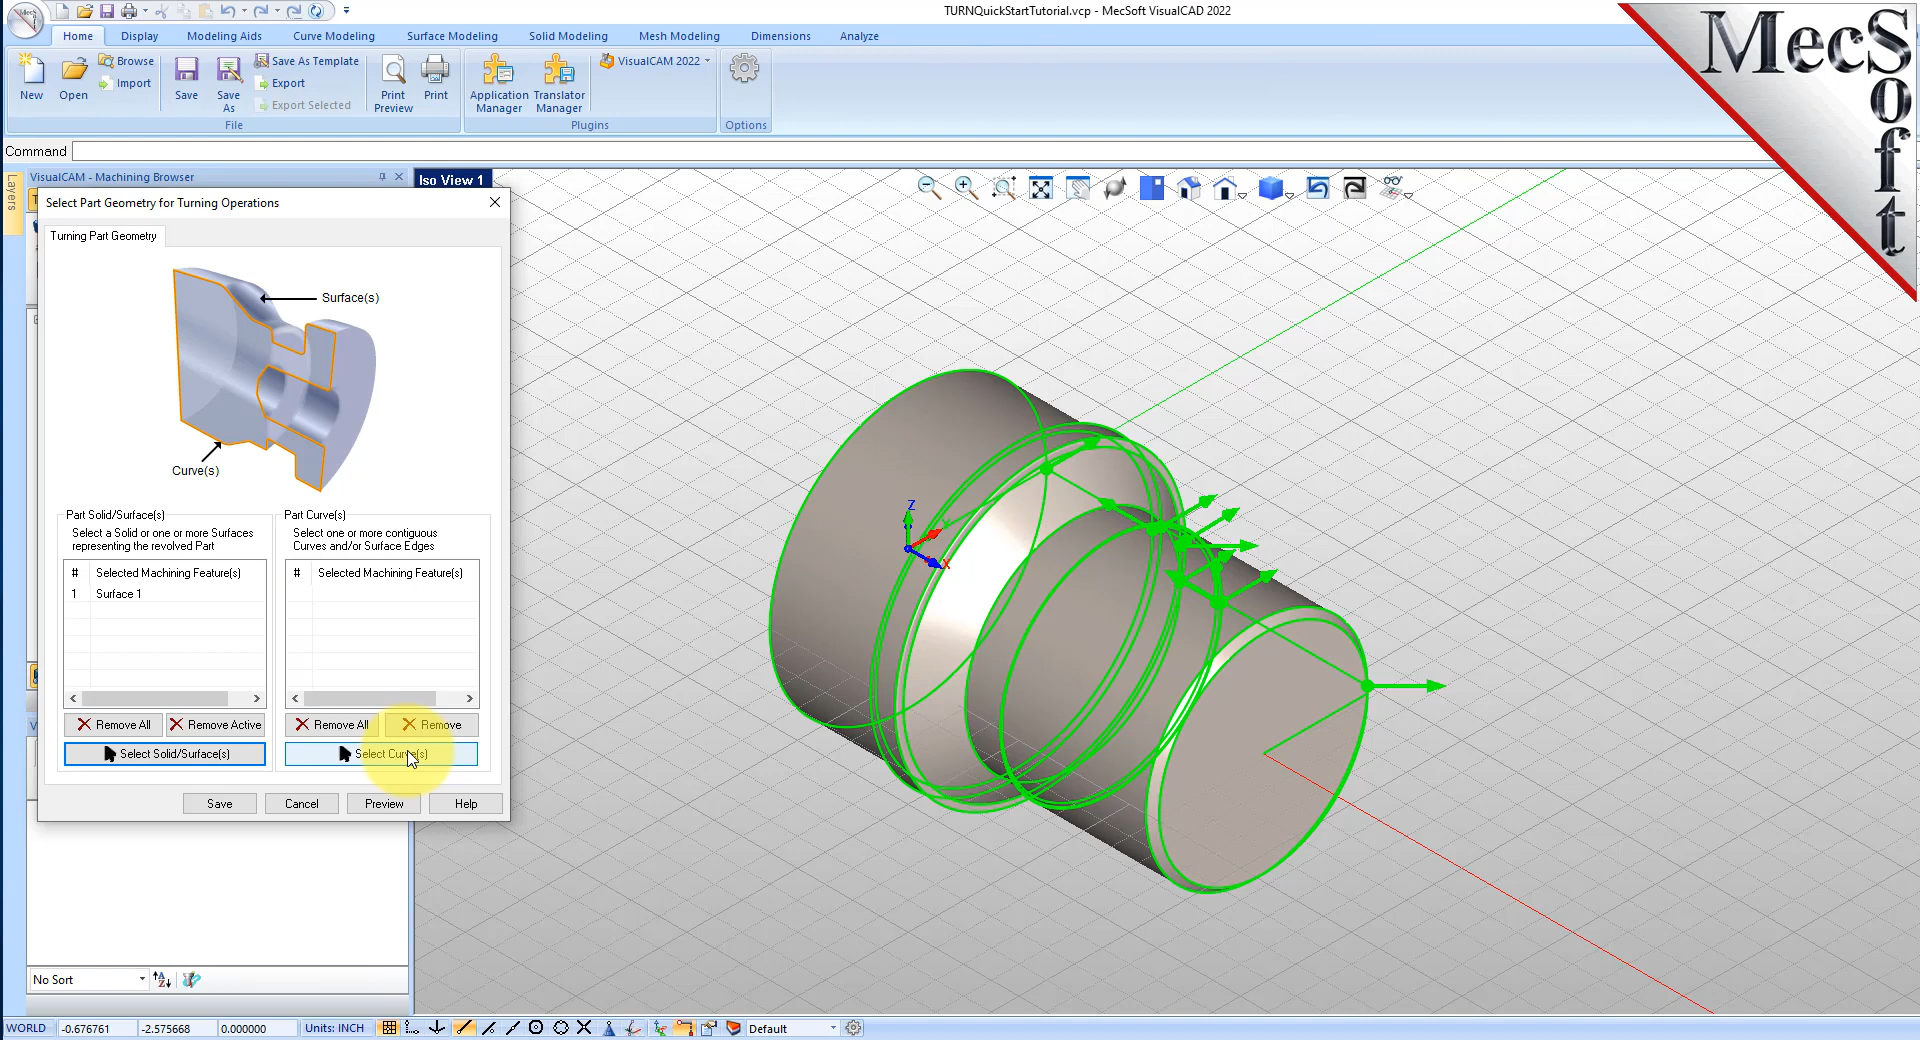 TURNQuickStartTutorial.vcp - MecSoft VisualCAD 2022
Home Display Modeling Aids Curve Modeling Surface Modeling Solid Modeling Mesh Modeling Dimensions Analyze
New
Open
Browse
Import
Save
Save As
Save As Template
Export
Export Selected
Print Preview
Print
File
Application Manager
Translator Manager
VisualCAM 2022
Plugins
Options
MecSoft
Command
Layers
VisualCAM - Machining Browser
Iso View 1
Select Part Geometry for Turning Operations
Turning Part Geometry
Surface(s)
Curve(s)
Part Solid/Surface(s)
Select a Solid or one or more Surfaces
representing the revolved Part
# Selected Machining Feature(s)
1 Surface 1
Remove All Remove Active
Select Solid/Surface(s)
Part Curve(s)
Select one or more contiguous
Curves and/or Surface Edges
# Selected Machining Feature(s)
Remove All Remove
Select Curve(s)
Save Cancel Preview Help
Z
X
No Sort
WORLD -0.676761 -2.575668 0.000000 Units: INCH Default